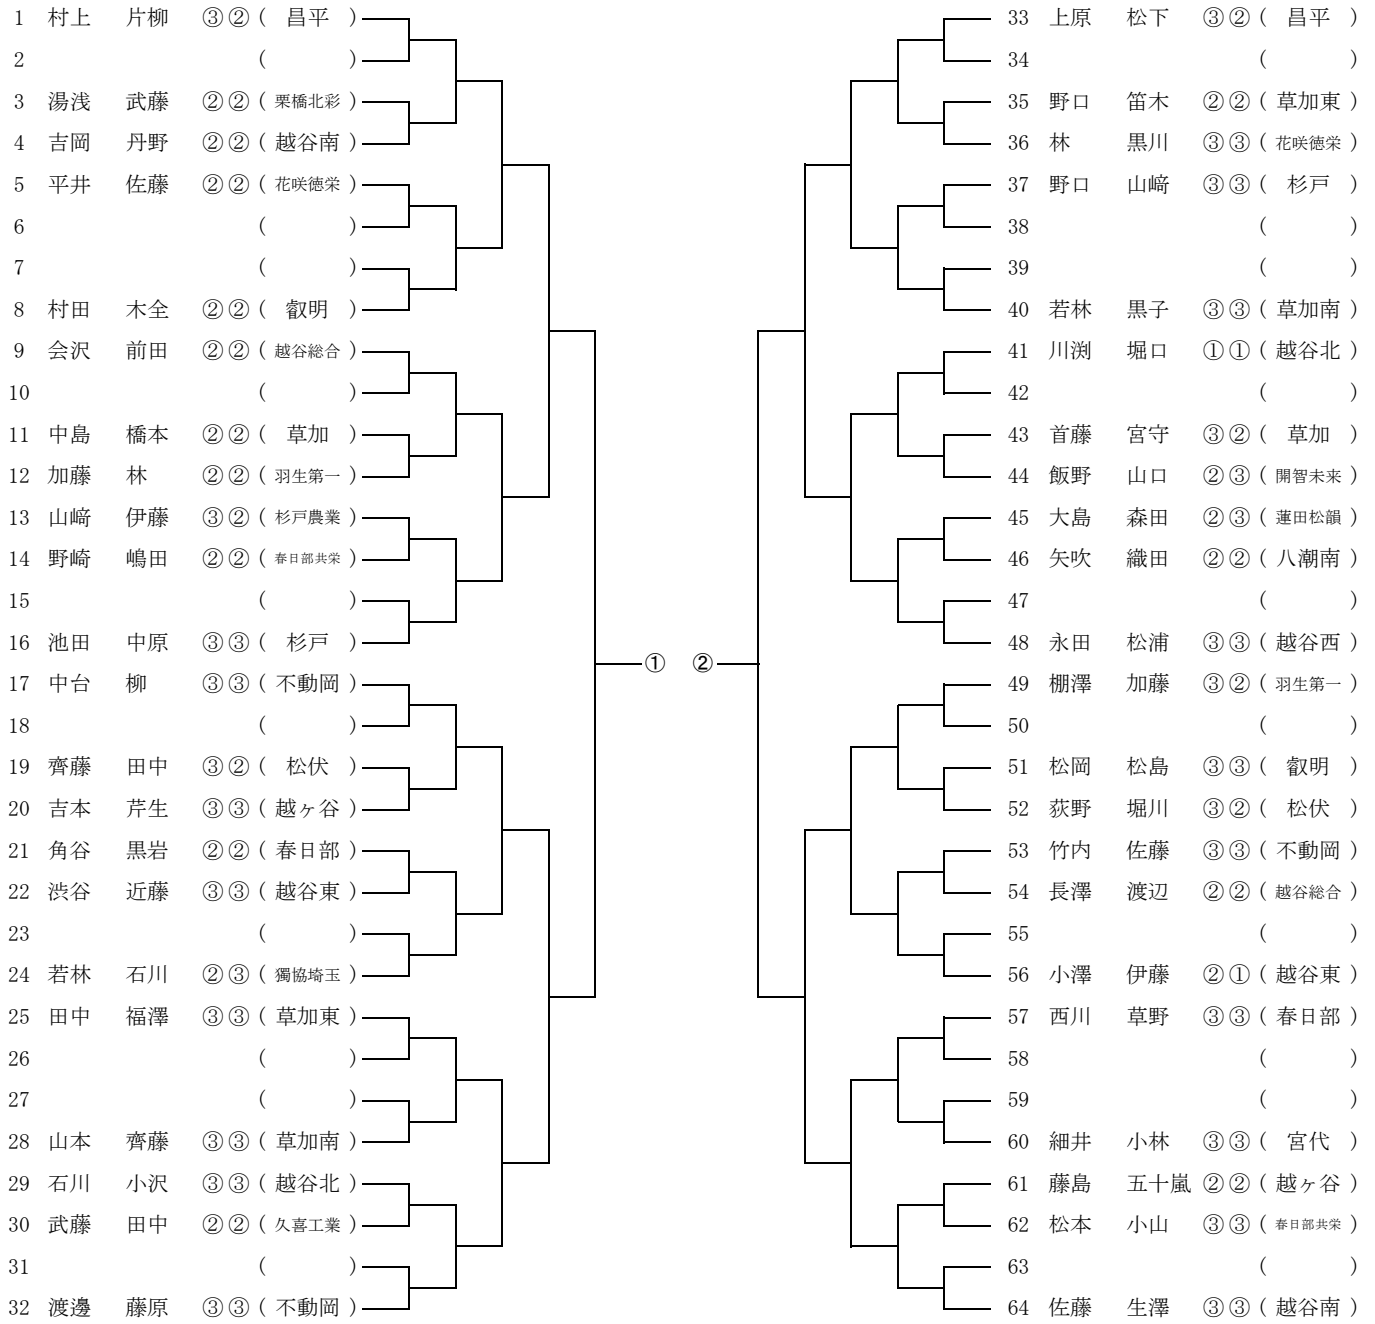 1 村上 片柳 ③② ( 昌平 )
2 ( )
3 湯浅 武藤 ②② ( 栗橋北彩 )
4 吉岡 丹野 ②② ( 越谷南 )
5 平井 佐藤 ②② ( 花咲徳栄 )
6 ( )
7 ( )
8 村田 木全 ②② ( 叡明 )
9 会沢 前田 ②② ( 越谷総合 )
10 ( )
11 中島 橋本 ②② ( 草加 )
12 加藤 林 ②② ( 羽生第一 )
13 山﨑 伊藤 ③② ( 杉戸農業 )
14 野崎 嶋田 ②② ( 春日部共栄 )
15 ( )
16 池田 中原 ③③ ( 杉戸 )
17 中台 柳 ③③ ( 不動岡 )
18 ( )
19 齊藤 田中 ③② ( 松伏 )
20 吉本 芹生 ③③ ( 越ヶ谷 )
21 角谷 黒岩 ②② ( 春日部 )
22 渋谷 近藤 ③③ ( 越谷東 )
23 ( )
24 若林 石川 ②③ ( 獨協埼玉 )
25 田中 福澤 ③③ ( 草加東 )
26 ( )
27 ( )
28 山本 齊藤 ③③ ( 草加南 )
29 石川 小沢 ③③ ( 越谷北 )
30 武藤 田中 ②② ( 久喜工業 )
31 ( )
32 渡邊 藤原 ③③ ( 不動岡 )
① ②
33 上原 松下 ③② ( 昌平 )
34 ( )
35 野口 笛木 ②② ( 草加東 )
36 林 黒川 ③③ ( 花咲徳栄 )
37 野口 山﨑 ③③ ( 杉戸 )
38 ( )
39 ( )
40 若林 黒子 ③③ ( 草加南 )
41 川渕 堀口 ①① ( 越谷北 )
42 ( )
43 首藤 宮守 ③② ( 草加 )
44 飯野 山口 ②③ ( 開智未来 )
45 大島 森田 ②③ ( 蓮田松韻 )
46 矢吹 織田 ②② ( 八潮南 )
47 ( )
48 永田 松浦 ③③ ( 越谷西 )
49 棚澤 加藤 ③② ( 羽生第一 )
50 ( )
51 松岡 松島 ③③ ( 叡明 )
52 荻野 堀川 ③② ( 松伏 )
53 竹内 佐藤 ③③ ( 不動岡 )
54 長澤 渡辺 ②② ( 越谷総合 )
55 ( )
56 小澤 伊藤 ②① ( 越谷東 )
57 西川 草野 ③③ ( 春日部 )
58 ( )
59 ( )
60 細井 小林 ③③ ( 宮代 )
61 藤島 五十嵐 ②② ( 越ヶ谷 )
62 松本 小山 ③③ ( 春日部共栄 )
63 ( )
64 佐藤 生澤 ③③ ( 越谷南 )